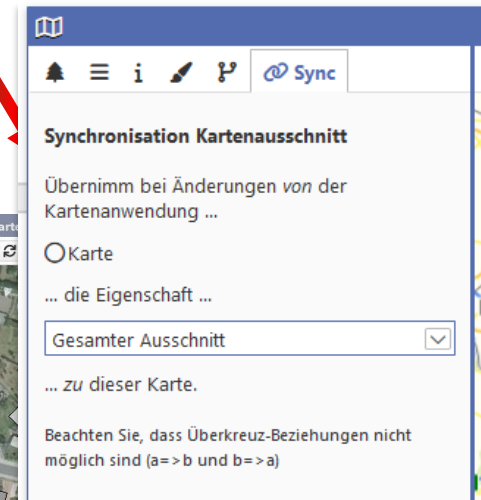 Sync
Synchronisation Kartenausschnitt
Übernimm bei Änderungen von der
Kartenanwendung ...
Karte
... die Eigenschaft ...
Gesamter Ausschnitt
... zu dieser Karte.
Beachten Sie, dass Überkreuz-Beziehungen nicht
möglich sind (a=>b und b=>a)